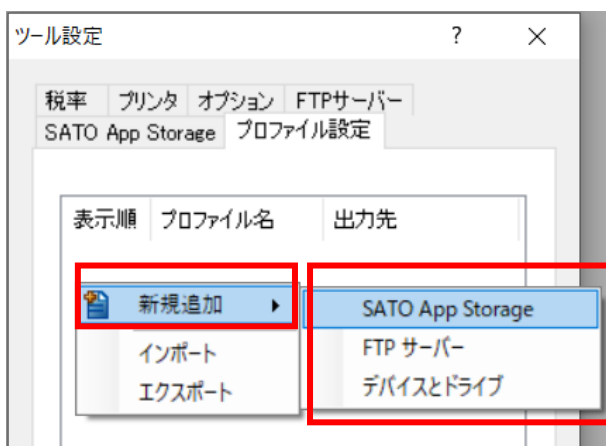 ツール設定 ?
税率 プリンタ オプション FTPサーバー
SATO App Storage プロファイル設定
表示順 プロファイル名 出力先
新規追加 SATO App Storage
インポート FTP サーバー
エクスポート デバイスとドライブ